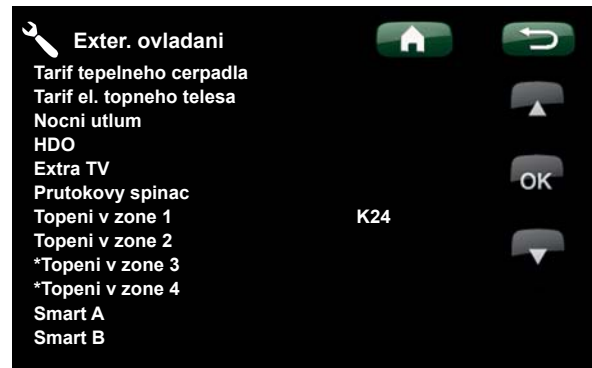 Exter. ovladani
Tarif tepelneho cerpadla
Tarif el. topneho telesa
Nocni utlum
HDO
Extra TV
OK
Prutokovy spinac
Topeni v zone 1 K24
Topeni v zone 2
*Topeni v zone 3
*Topeni v zone 4
Smart A
Smart B